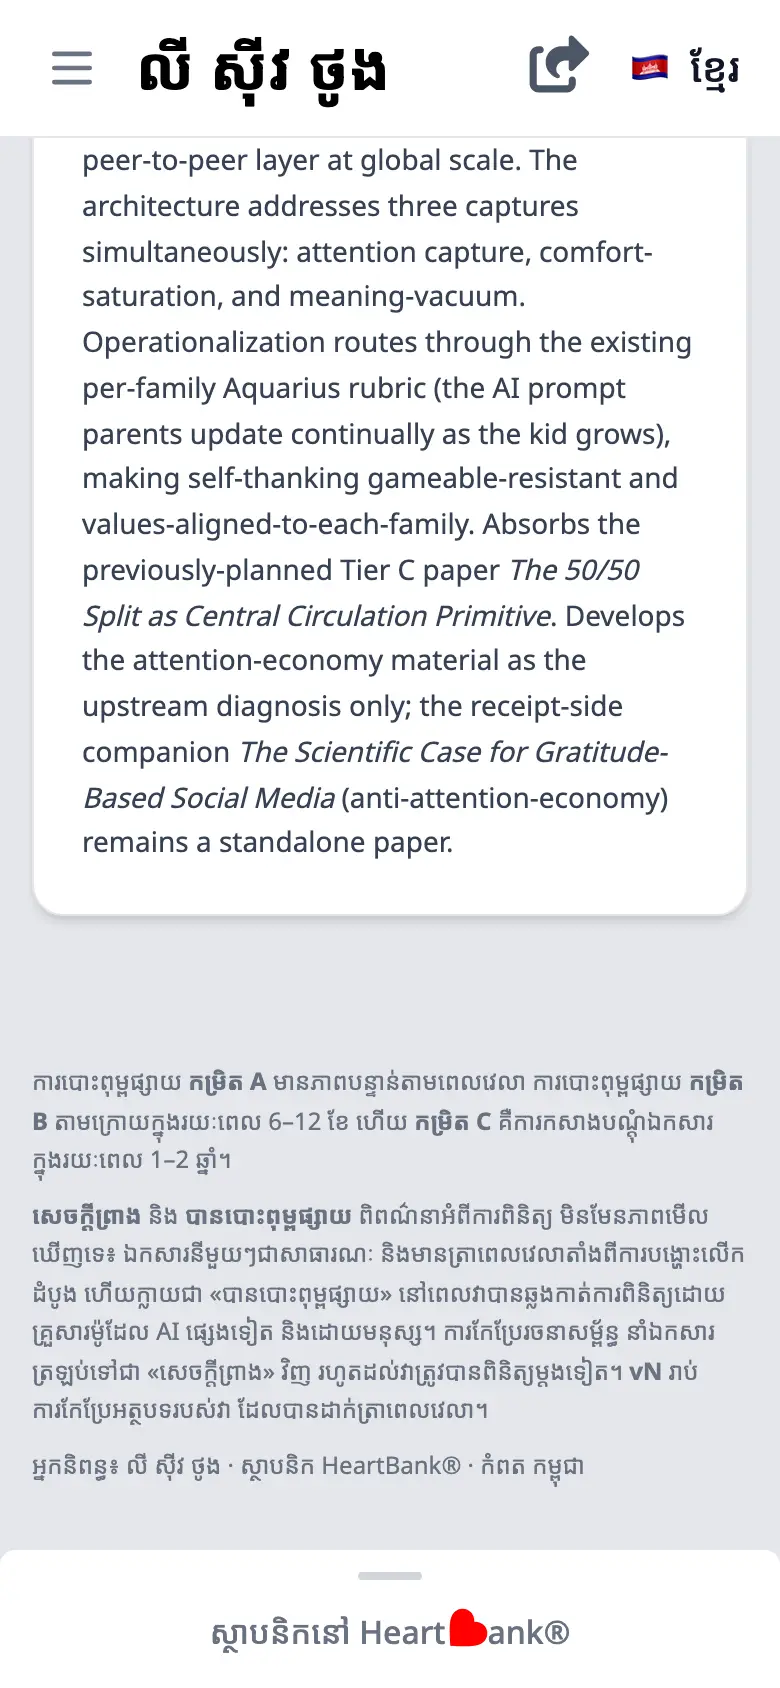 លី ស៊ីវ ថូង
ខ្មែរ
peer-to-peer layer at global scale. The
architecture addresses three captures
simultaneously: attention capture, comfort-
saturation, and meaning-vacuum.
Operationalization routes through the existing
per-family Aquarius rubric (the AI prompt
parents update continually as the kid grows),
making self-thanking gameable-resistant and
values-aligned-to-each-family. Absorbs the
previously-planned Tier C paper The 50/50
Split as Central Circulation Primitive. Develops
the attention-economy material as the
upstream diagnosis only; the receipt-side
companion The Scientific Case for Gratitude-
Based Social Media (anti-attention-economy)
remains a standalone paper.
ការបោះពុម្ពផ្សាយ កម្រិត A មានភាពបន្ទាន់តាមពេលវេលា ការបោះពុម្ពផ្សាយ កម្រិត
B តាមក្រោយក្នុងរយៈពេល 6–12 ខែ ហើយ កម្រិត C គឺការកសាងបណ្តុំឯកសារ
ក្នុងរយៈពេល 1–2 ឆ្នាំ។
សេចក្តីព្រាង និង បានបោះពុម្ពផ្សាយ ពិពណ៌នាអំពីការពិនិត្យ មិនមែនភាពមើល
ឃើញទេ៖ ឯកសារនីមួយៗជាសាធារណៈ និងមានត្រាពេលវេលាតាំងពីការបង្ហោះលើក
ដំបូង ហើយក្លាយជា «បានបោះពុម្ពផ្សាយ» នៅពេលវាបានឆ្លងកាត់ការពិនិត្យដោយ
គ្រួសារម៉ូដែល AI ផ្សេងទៀត និងដោយមនុស្ស។ ការកែប្រែរចនាសម្ព័ន្ធ នាំឯកសារ
ត្រឡប់ទៅជា «សេចក្តីព្រាង» វិញ រហូតដល់វាត្រូវបានពិនិត្យម្តងទៀត។ vN រាប់
ការកែប្រែអត្ថបទរបស់វា ដែលបានដាក់ត្រាពេលវេលា។
អ្នកនិពន្ធ៖ លី ស៊ីវ ថូង · ស្ថាបនិក HeartBank® · កំពត កម្ពុជា
ស្ថាបនិកនៅ Heart ank®